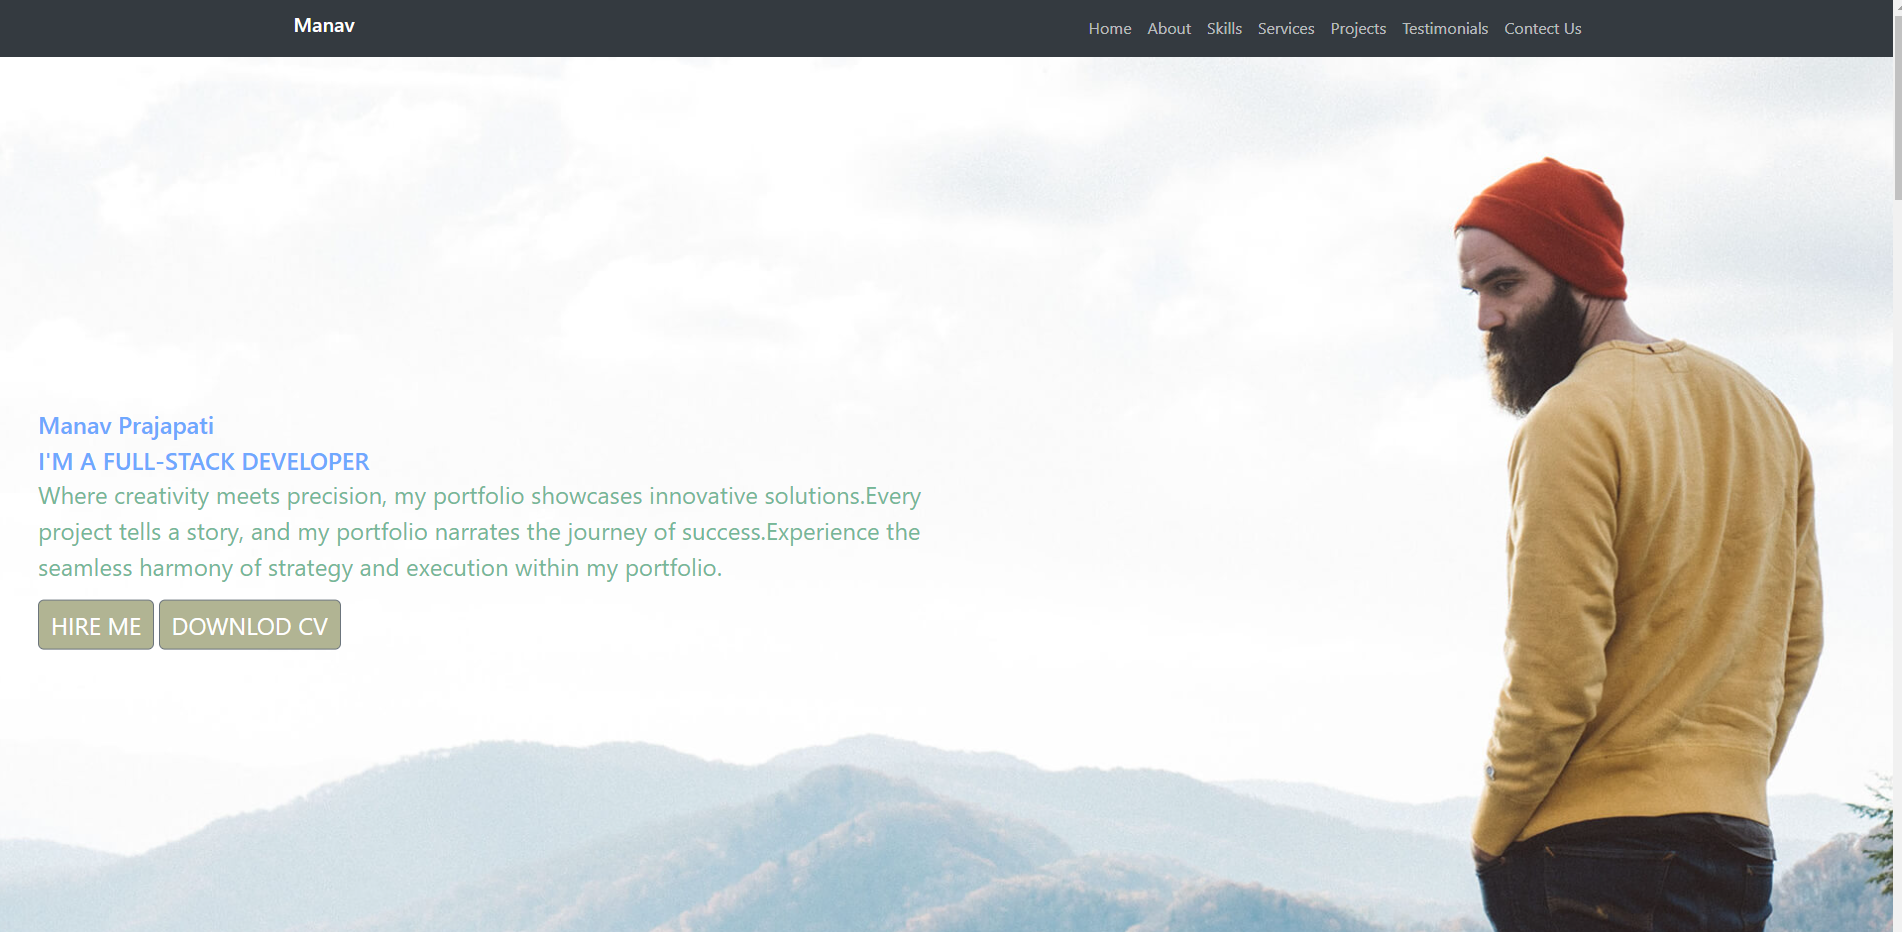 Manav
Home About Skills Services Projects Testimonials Contect Us
Manav Prajapati
I'M A FULL-STACK DEVELOPER
Where creativity meets precision, my portfolio showcases innovative solutions.Every
project tells a story, and my portfolio narrates the journey of success.Experience the
seamless harmony of strategy and execution within my portfolio.
HIRE ME DOWNLOD CV